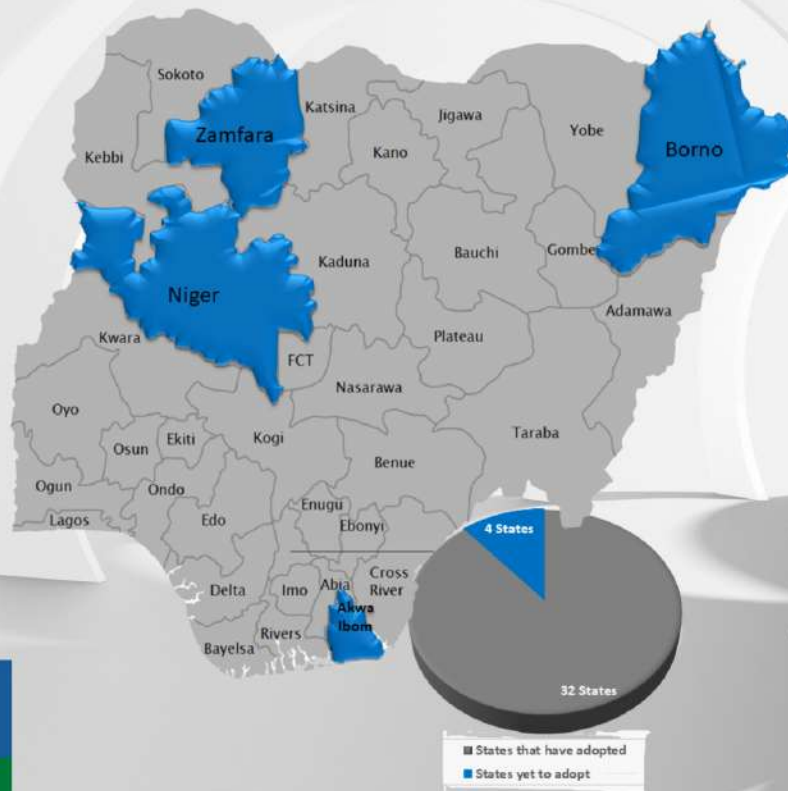 Sokoto
Katsina
Jigawa
Zamfara
Yobe
Borno
Kano
Kebbi
Kaduna
Bauchi
Gombe
Niger
Adamawa
Kwara
Plateau
FCT
Nasarawa
Oyo
Taraba
Osun
Ekiti
Kogi
Benue
Ogun
Ondo
Enugu
Lagos
Edo
Ebonyi
4 States
Delta
Imo
Abia
Cross
River
Akwa
Ibom
Rivers
Bayelsa
32 States
States that have adopted
States yet to adopt